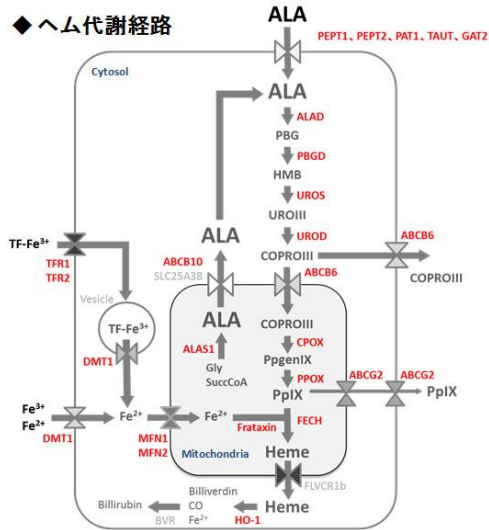 ◆ ヘム代謝経路
ALA
PEPT1、PEPT2、PAT1、TAUT、GAT2
Cytosol
ALA
ALAD
PBG
PBGD
HMB
UROS
UROIII
UROD
ALA
COPROIII
ABCB6
COPROIII
TF-Fe³⁺
TFR1
TFR2
ABCB10
SLC25A38
ABCB6
Vesicle
TF-Fe³⁺
DMT1
ALA
ALAS1
Gly
SuccCoA
COPROIII
CPOX
PpgenIX
PPOX
PpIX
ABCG2
ABCG2
PpIX
Fe³⁺
Fe²⁺
DMT1
Fe²⁺
MFN1
MFN2
Fe²⁺
Frataxin
FECH
Heme
Mitochondria
FLVCR1b
Heme
HO-1
Billiverdin
CO
Fe²⁺
BVR
Billirubin